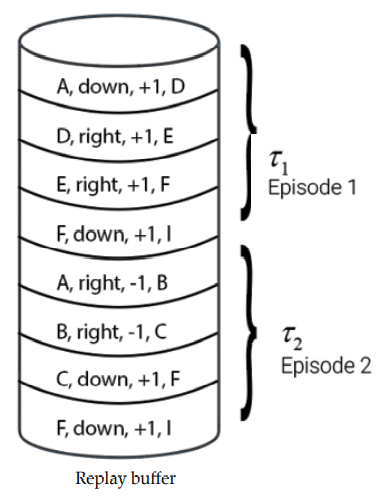 A, down, +1, D
D, right, +1, E
E, right, +1, F
F, down, +1, I
τ1
Episode 1
A, right, -1, B
B, right, -1, C
C, down, +1, F
F, down, +1, I
τ2
Episode 2
Replay buffer